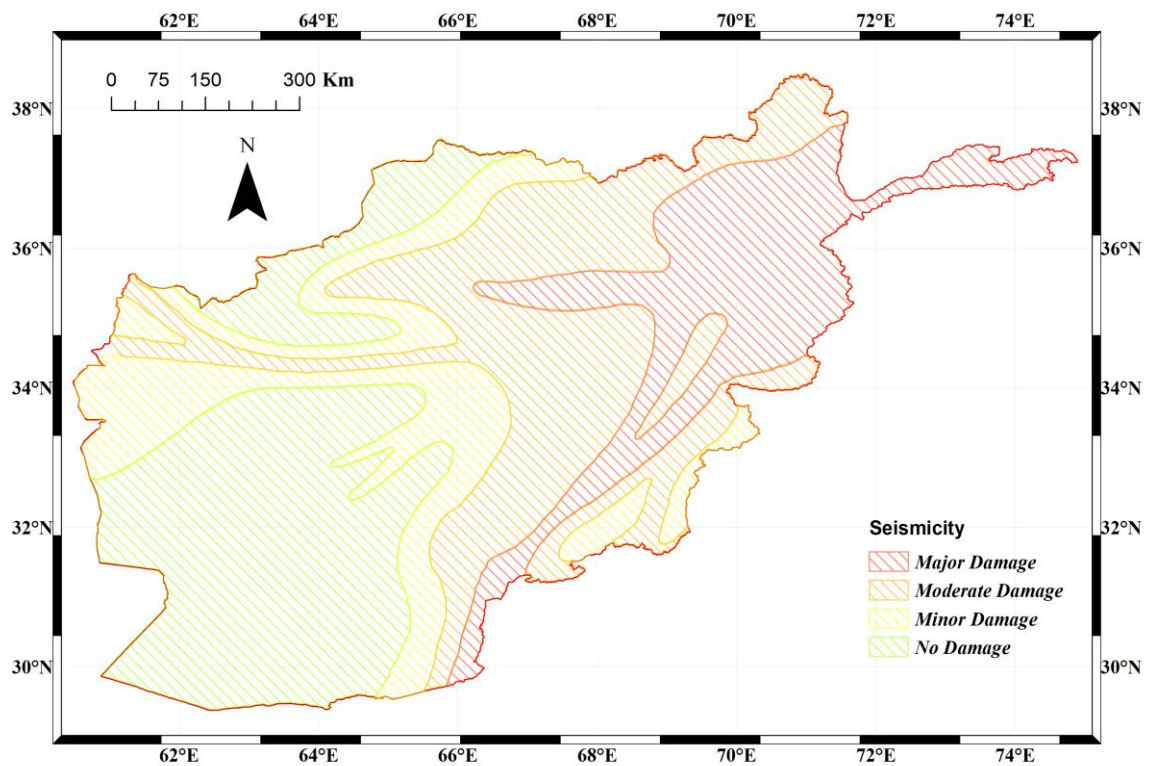 62°E 64°E 66°E 68°E 70°E 72°E 74°E
0 75 150 300 Km
38°N 38°N
N
36°N 36°N
34°N 34°N
32°N 32°N
Seismicity
Major Damage
Moderate Damage
Minor Damage
No Damage
30°N 30°N
62°E 64°E 66°E 68°E 70°E 72°E 74°E